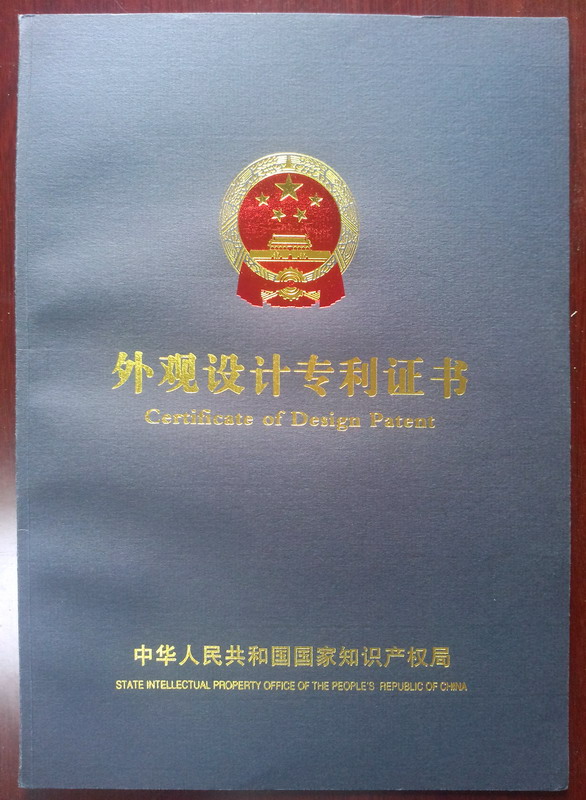 外观设计专利证书
Certificate of Design Patent
中华人民共和国国家知识产权局
STATE INTELLECTUAL PROPERTY OFFICE OF THE PEOPLE'S REPUBLIC OF CHINA